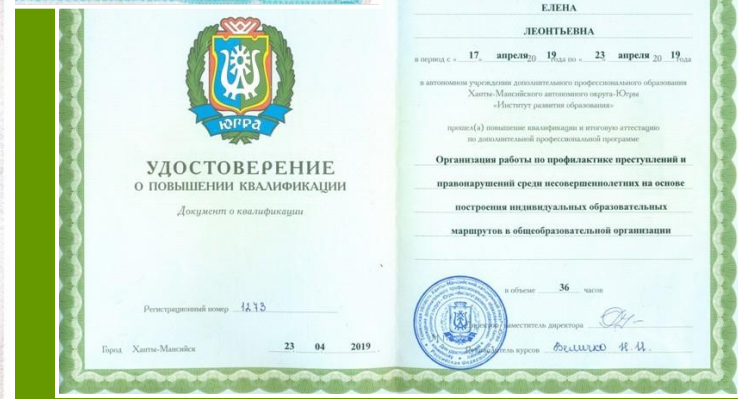 ЮГРА
УДОСТОВЕРЕНИЕ
О ПОВЫШЕНИИ КВАЛИФИКАЦИИ
Документ о квалификации
Регистрационный номер 1273
Город Ханты-Мансийск 23 04 2019
ЕЛЕНА
ЛЕОНТЬЕВНА
в период с « 17 » апреля 20 19 года по « 23 апреля 20 19 года
в автономном учреждении дополнительного профессионального образования
Ханты-Мансийского автономного округа-Югры
«Институт развития образования»
прошел(а) повышение квалификации и итоговую аттестацию
по дополнительной профессиональной программе
Организация работы по профилактике преступлений и
правонарушений среди несовершеннолетних на основе
построения индивидуальных образовательных
маршрутов в общеобразовательной организации
в объеме 36 часов
Директор / заместитель директора
курсов Величко Н.И.